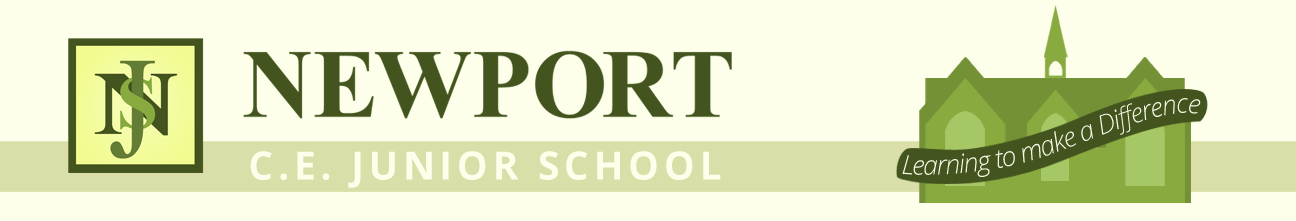 NJS
NEWPORT
C.E. JUNIOR SCHOOL
Learning to make a Difference